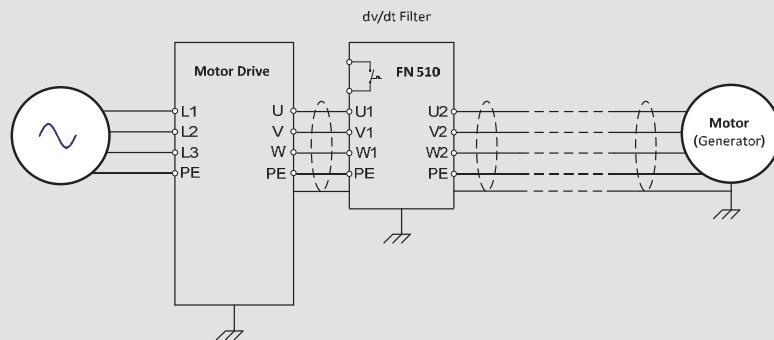 dv/dt Filter
Motor Drive
FN 510
L1
L2
L3
PE
U
V
W
PE
U1
V1
W1
PE
U2
V2
W2
PE
Motor
(Generator)